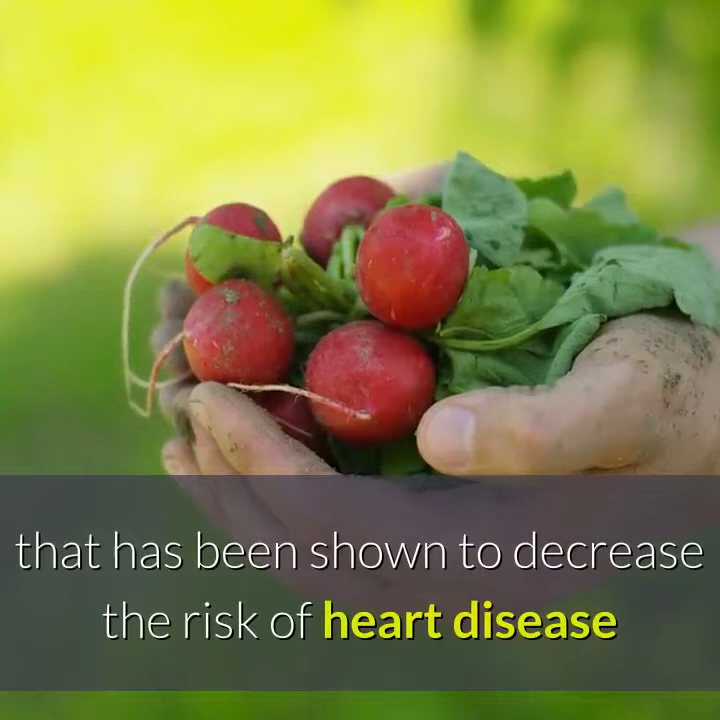 that has been shown to decrease
the risk of heart disease